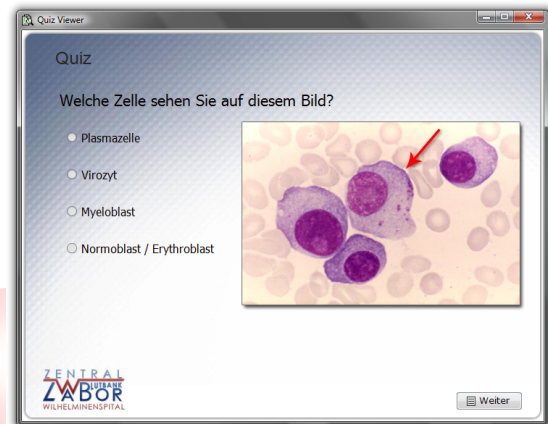 Quiz Viewer
Quiz
Welche Zelle sehen Sie auf diesem Bild?
Plasmazelle
Virozyt
Myeloblast
Normoblast / Erythroblast
ZENTRAL
BLUTBANK
LABOR
WILHELMINENSPITAL
Weiter